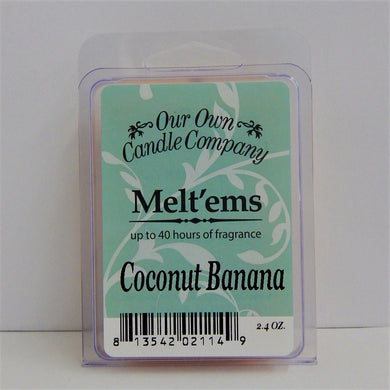 Our Own
Candle Company
Melt'ems
up to 40 hours of fragrance
Coconut Banana
2.4 OZ.
8 13542 02114 9